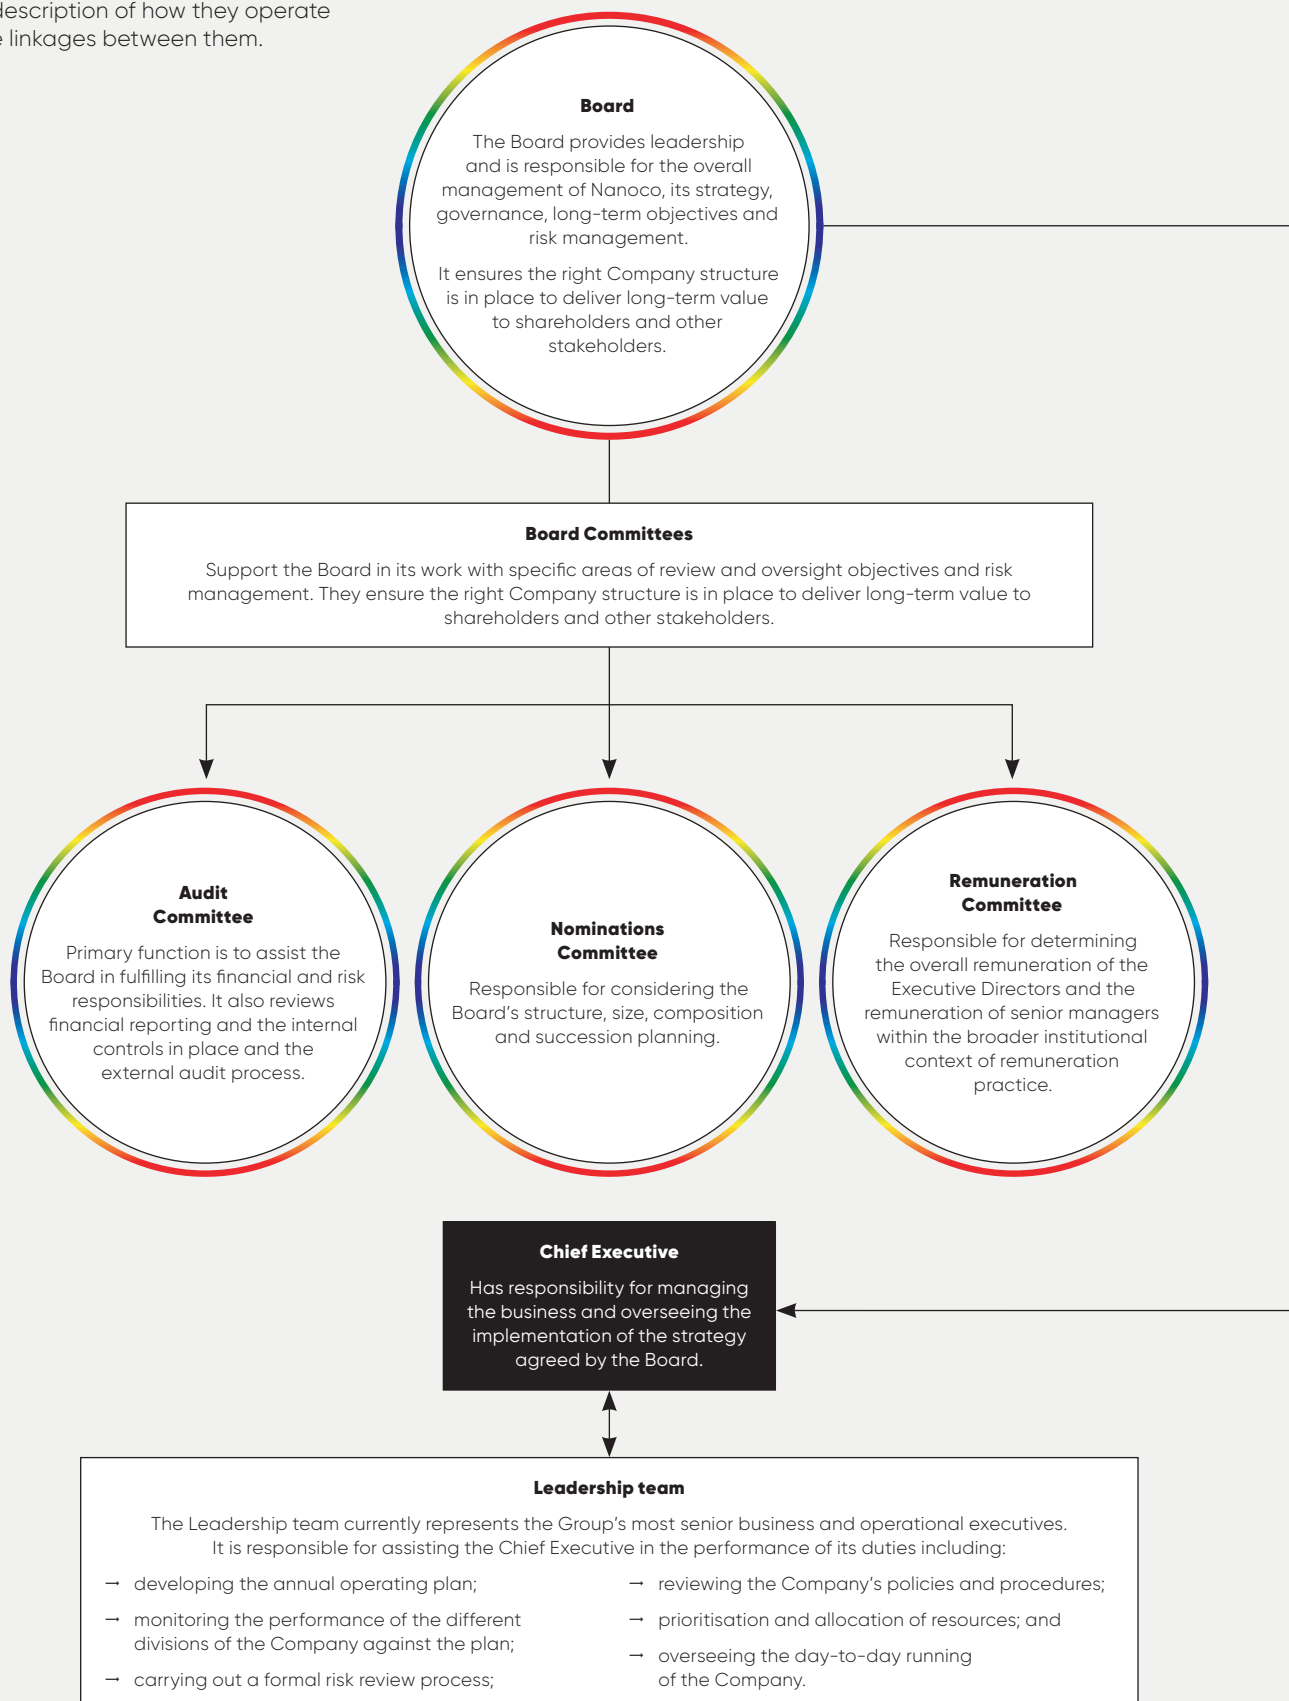 description of how they operate
linkages between them.
Board
The Board provides leadership
and is responsible for the overall
management of Nanoco, its strategy,
governance, long-term objectives and
risk management.
It ensures the right Company structure
is in place to deliver long-term value
to shareholders and other
stakeholders.
Board Committees
Support the Board in its work with specific areas of review and oversight objectives and risk
management. They ensure the right Company structure is in place to deliver long-term value to
shareholders and other stakeholders.
Audit
Committee
Primary function is to assist the
Board in fulfilling its financial and risk
responsibilities. It also reviews
financial reporting and the internal
controls in place and the
external audit process.
Nominations
Committee
Responsible for considering the
Board's structure, size, composition
and succession planning.
Remuneration
Committee
Responsible for determining
the overall remuneration of the
Executive Directors and the
remuneration of senior managers
within the broader institutional
context of remuneration
practice.
Chief Executive
Has responsibility for managing
the business and overseeing the
implementation of the strategy
agreed by the Board.
Leadership team
The Leadership team currently represents the Group's most senior business and operational executives.
It is responsible for assisting the Chief Executive in the performance of its duties including:
→ developing the annual operating plan;
→ monitoring the performance of the different
divisions of the Company against the plan;
→ carrying out a formal risk review process;
→ reviewing the Company's policies and procedures;
→ prioritisation and allocation of resources; and
→ overseeing the day-to-day running
of the Company.